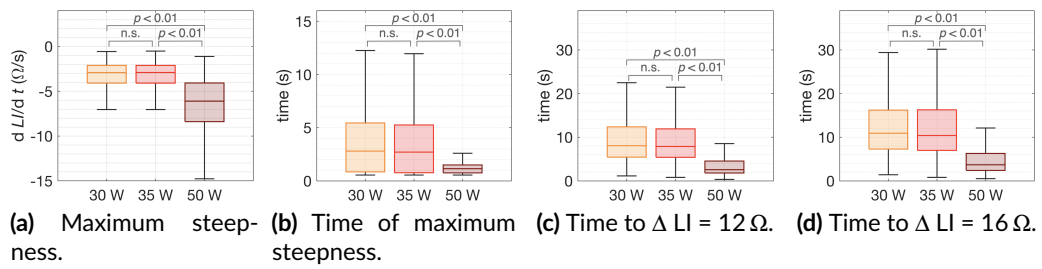 p < 0.01
n.s. p < 0.01
d LI/d t (Ω/s)
0
-5
-10
-15
30 W 35 W 50 W
(a) Maximum steep-
ness.
p < 0.01
n.s. p < 0.01
time (s)
15
10
5
0
30 W 35 W 50 W
(b) Time of maximum
steepness.
p < 0.01
n.s. p < 0.01
time (s)
30
20
10
0
30 W 35 W 50 W
(c) Time to Δ LI = 12 Ω.
p < 0.01
n.s. p < 0.01
time (s)
30
20
10
0
30 W 35 W 50 W
(d) Time to Δ LI = 16 Ω.